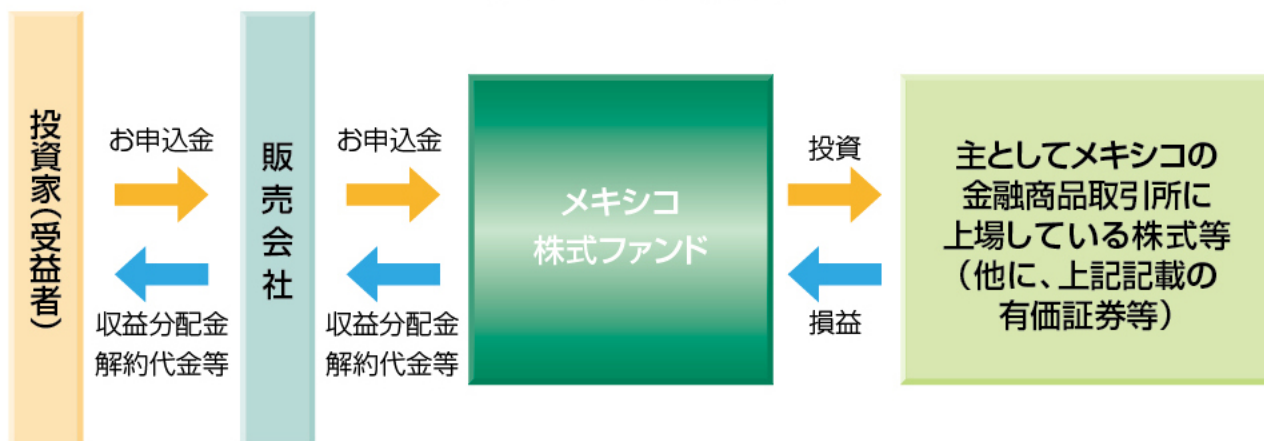 投資家（受益者）
お申込金
収益分配金
解約代金等
販売会社
お申込金
収益分配金
解約代金等
メキシコ
株式ファンド
投資
損益
主としてメキシコの
金融商品取引所に
上場している株式等
（他に、上記記載の
有価証券等）